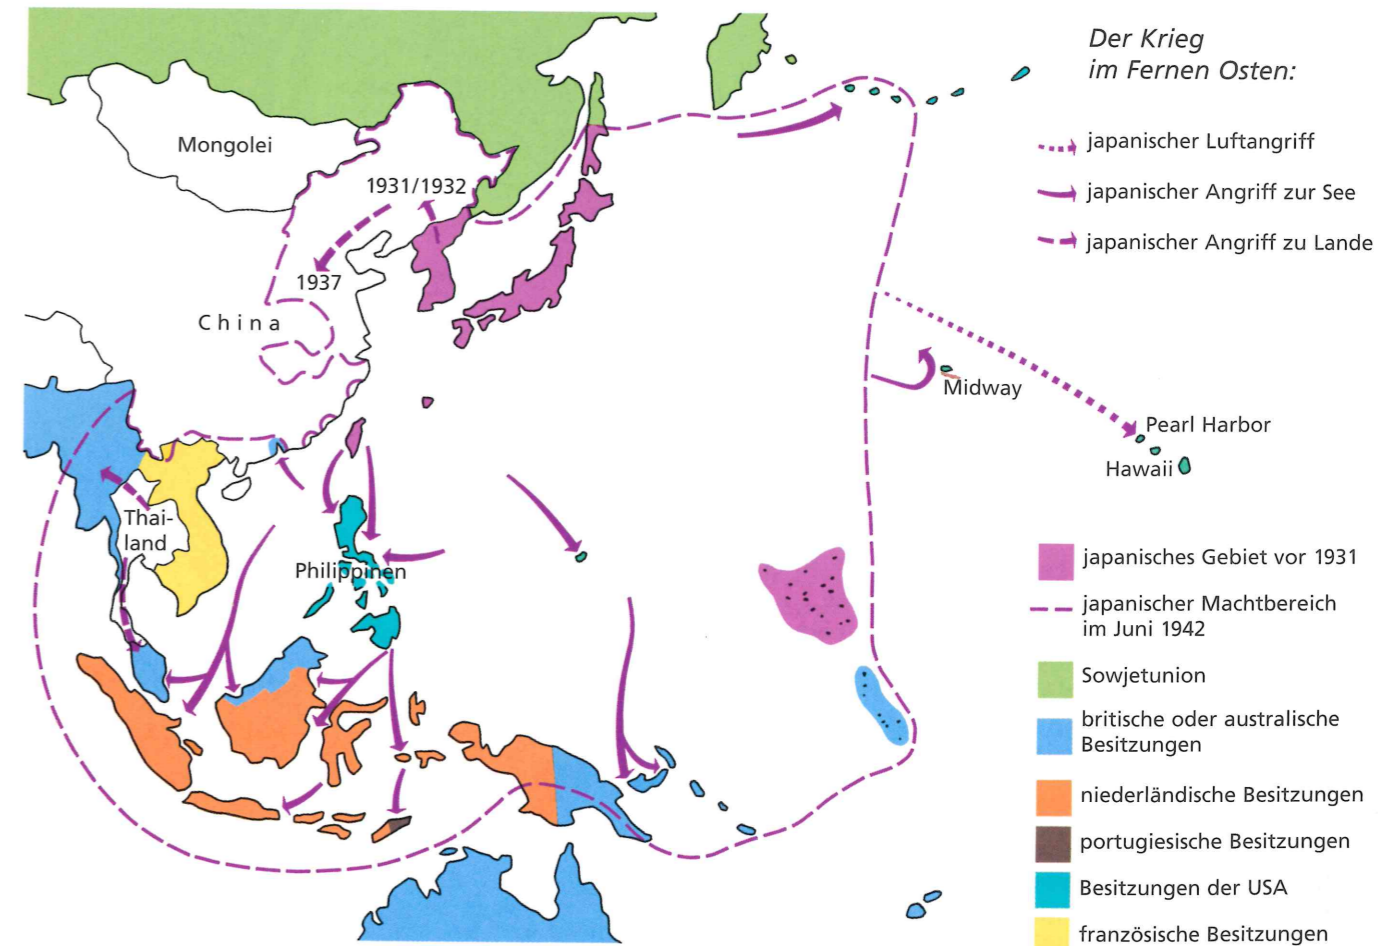 Der Krieg
im Fernen Osten:
japanischer Luftangriff
japanischer Angriff zur See
japanischer Angriff zu Lande
Mongolei
1931/1932
1937
China
Midway
Pearl Harbor
Hawaii
Thai-
land
Philippinen
japanisches Gebiet vor 1931
japanischer Machtbereich
im Juni 1942
Sowjetunion
britische oder australische
Besitzungen
niederländische Besitzungen
portugiesische Besitzungen
Besitzungen der USA
französische Besitzungen